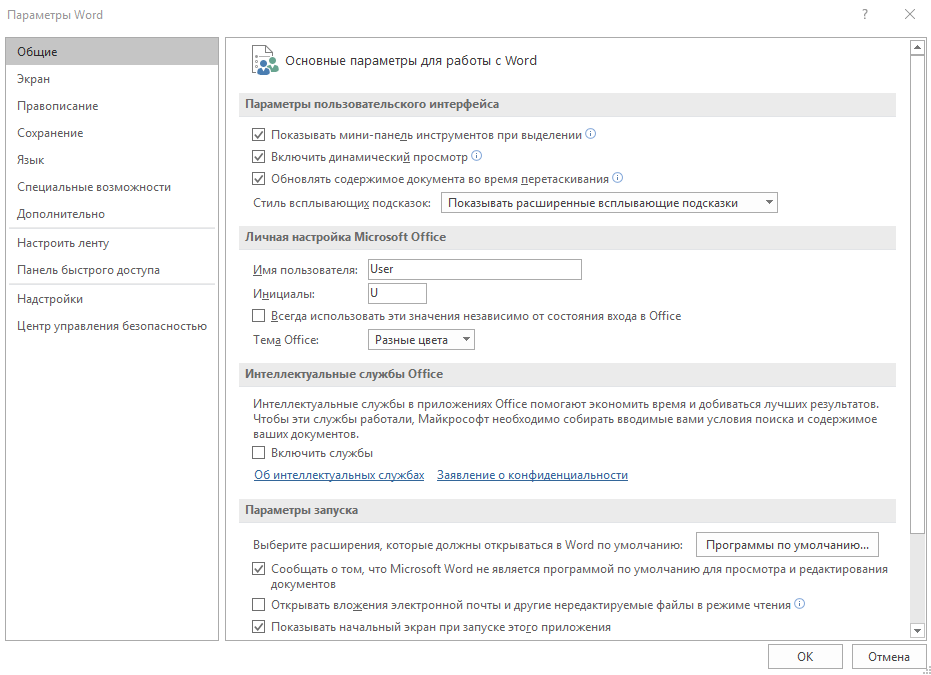 Параметры Word
?
Общие
Экран
Правописание
Сохранение
Язык
Специальные возможности
Дополнительно
Настроить ленту
Панель быстрого доступа
Надстройки
Центр управления безопасностью
Основные параметры для работы с Word
Параметры пользовательского интерфейса
Показывать мини-панель инструментов при выделении
Включить динамический просмотр
Обновлять содержимое документа во время перетаскивания
Стиль всплывающих подсказок: Показывать расширенные всплывающие подсказки
Личная настройка Microsoft Office
Имя пользователя: User
Инициалы: U
Всегда использовать эти значения независимо от состояния входа в Office
Тема Office: Разные цвета
Интеллектуальные службы Office
Интеллектуальные службы в приложениях Office помогают экономить время и добиваться лучших результатов.
Чтобы эти службы работали, Майкрософт необходимо собирать вводимые вами условия поиска и содержимое
ваших документов.
Включить службы
Об интеллектуальных службах Заявление о конфиденциальности
Параметры запуска
Выберите расширения, которые должны открываться в Word по умолчанию: Программы по умолчанию...
Сообщать о том, что Microsoft Word не является программой по умолчанию для просмотра и редактирования
документов
Открывать вложения электронной почты и другие нередактируемые файлы в режиме чтения
Показывать начальный экран при запуске этого приложения
ОК Отмена